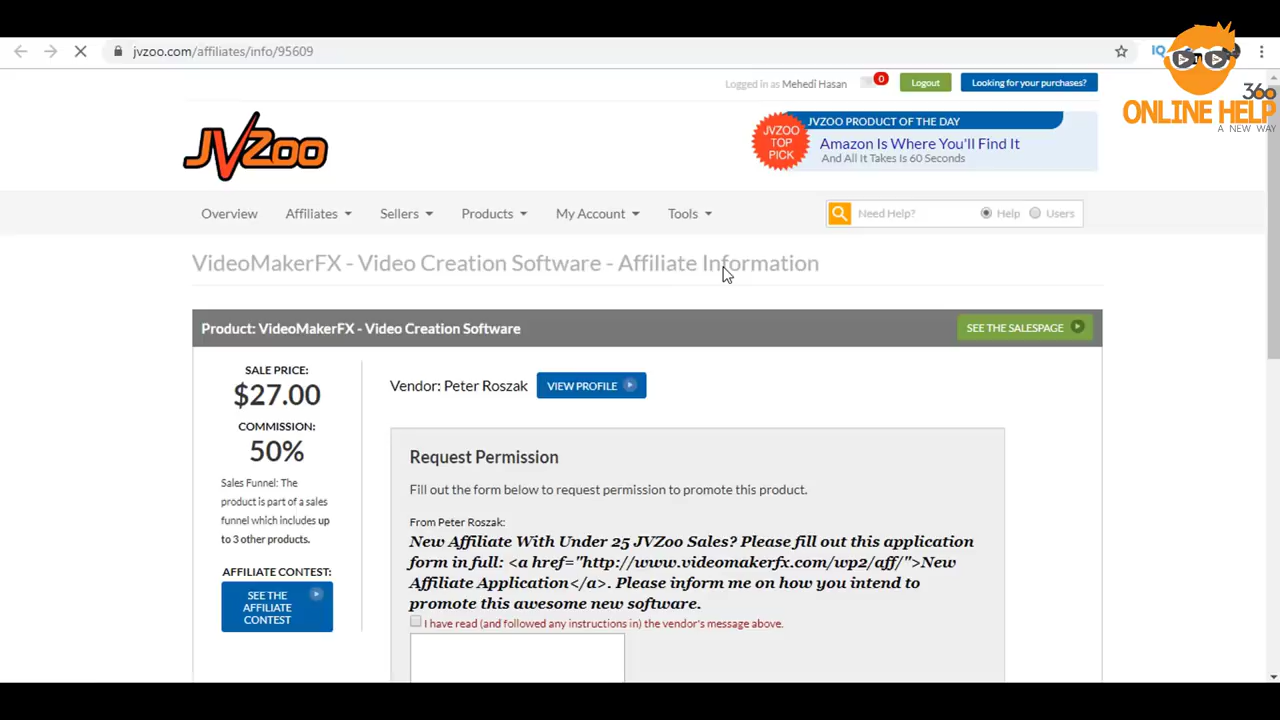 jvzoo.com/affiliates/info/95609
IQ
360
ONLINE HELP
A NEW WAY
Logged in as Mehedi Hasan
0
Logout
Looking for your purchases?
JVZoo
JVZOO TOP PICK
JVZOO PRODUCT OF THE DAY
Amazon Is Where You'll Find It
And All It Takes Is 60 Seconds
Overview
Affiliates
Sellers
Products
My Account
Tools
Need Help?
Help
Users
VideoMakerFX - Video Creation Software - Affiliate Information
Product: VideoMakerFX - Video Creation Software
SEE THE SALESPAGE
SALE PRICE:
$27.00
COMMISSION:
50%
Sales Funnel: The
product is part of a sales
funnel which includes up
to 3 other products.
AFFILIATE CONTEST:
SEE THE
AFFILIATE
CONTEST
Vendor: Peter Roszak
VIEW PROFILE
Request Permission
Fill out the form below to request permission to promote this product.
From Peter Roszak:
New Affiliate With Under 25 JVZoo Sales? Please fill out this application
form in full: <a href="http://www.videomakerfx.com/wp2/aff/">New
Affiliate Application</a>. Please inform me on how you intend to
promote this awesome new software.
I have read (and followed any instructions in) the vendor's message above.